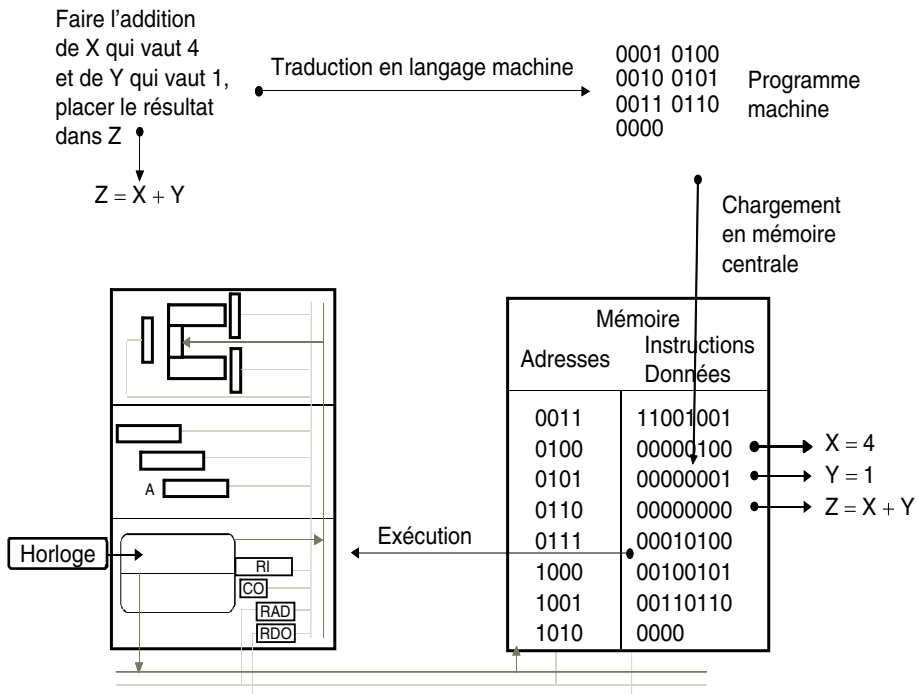 Faire l'addition
de X qui vaut 4
et de Y qui vaut 1,
placer le résultat
dans Z
Z = X + Y
Traduction en langage machine
0001 0100
0010 0101
0011 0110
0000
Programme
machine
Chargement
en mémoire
centrale
Mémoire
Adresses
Instructions
Données
0011 11001001
0100 00000100 X = 4
0101 00000001 Y = 1
0110 00000000 Z = X + Y
0111 00010100
1000 00100101
1001 00110110
1010 0000
Exécution
A
Horloge
RI
CO
RAD
RDO